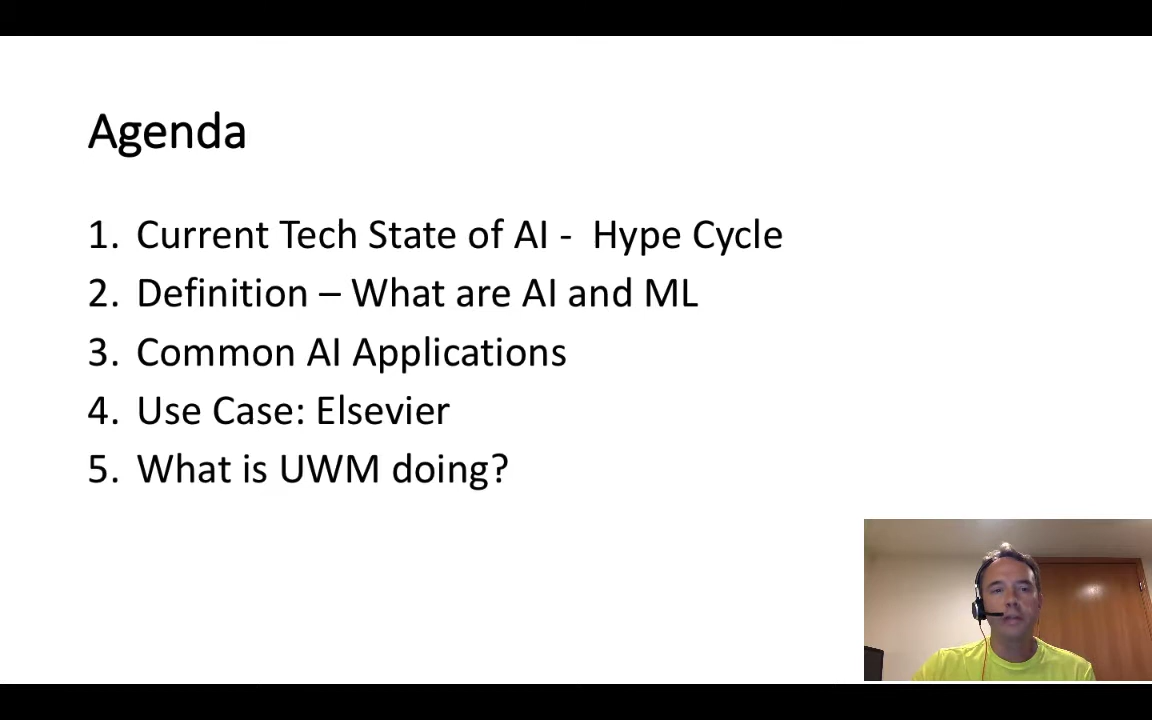 Agenda
1. Current Tech State of AI -  Hype Cycle
2. Definition – What are AI and ML
3. Common AI Applications
4. Use Case: Elsevier
5. What is UWM doing?